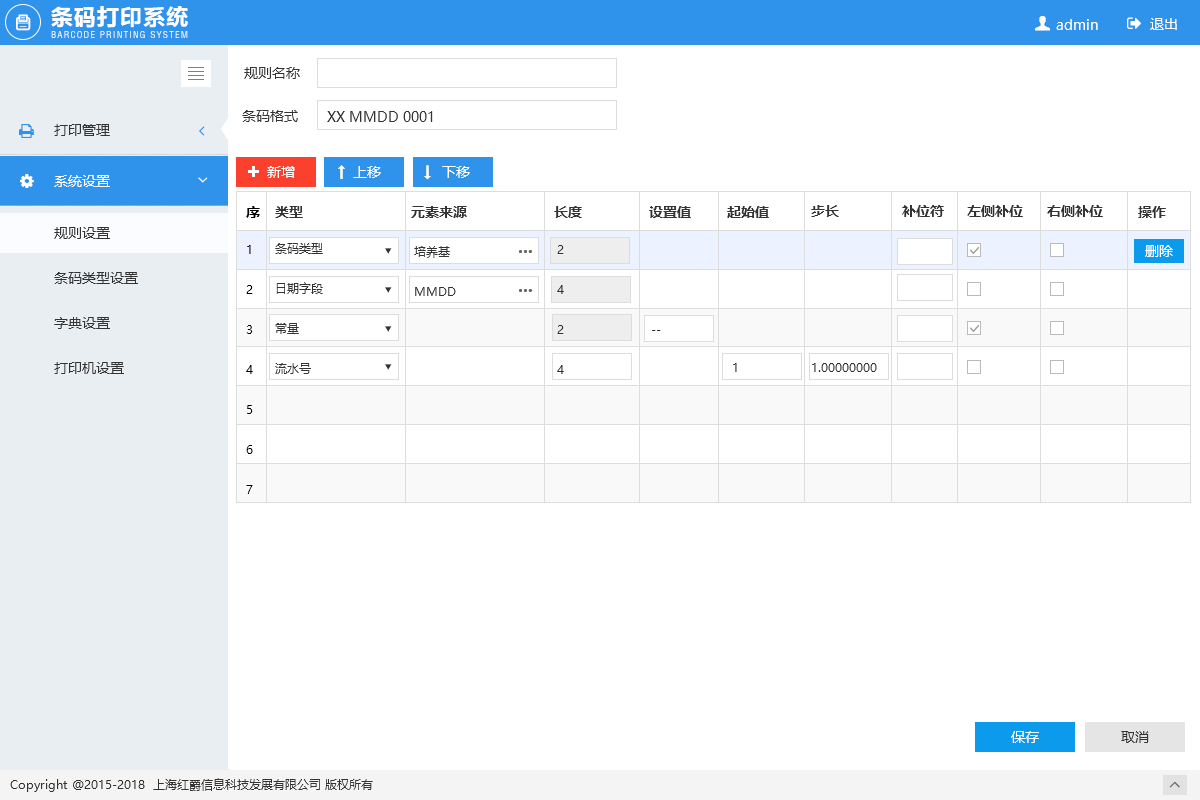 条码打印系统
BARCODE PRINTING SYSTEM
admin 退出
规则名称
条码格式 XX MMDD 0001
打印管理
系统设置
规则设置
条码类型设置
字典设置
打印机设置
新增 上移 下移
序 类型 元素来源 长度 设置值 起始值 步长 补位符 左侧补位 右侧补位 操作
1 条码类型 培养基 2 删除
2 日期字段 MMDD 4
3 常量 2 --
4 流水号 4 1 1.00000000
5
6
7
保存 取消
Copyright @2015-2018 上海红爵信息科技发展有限公司 版权所有